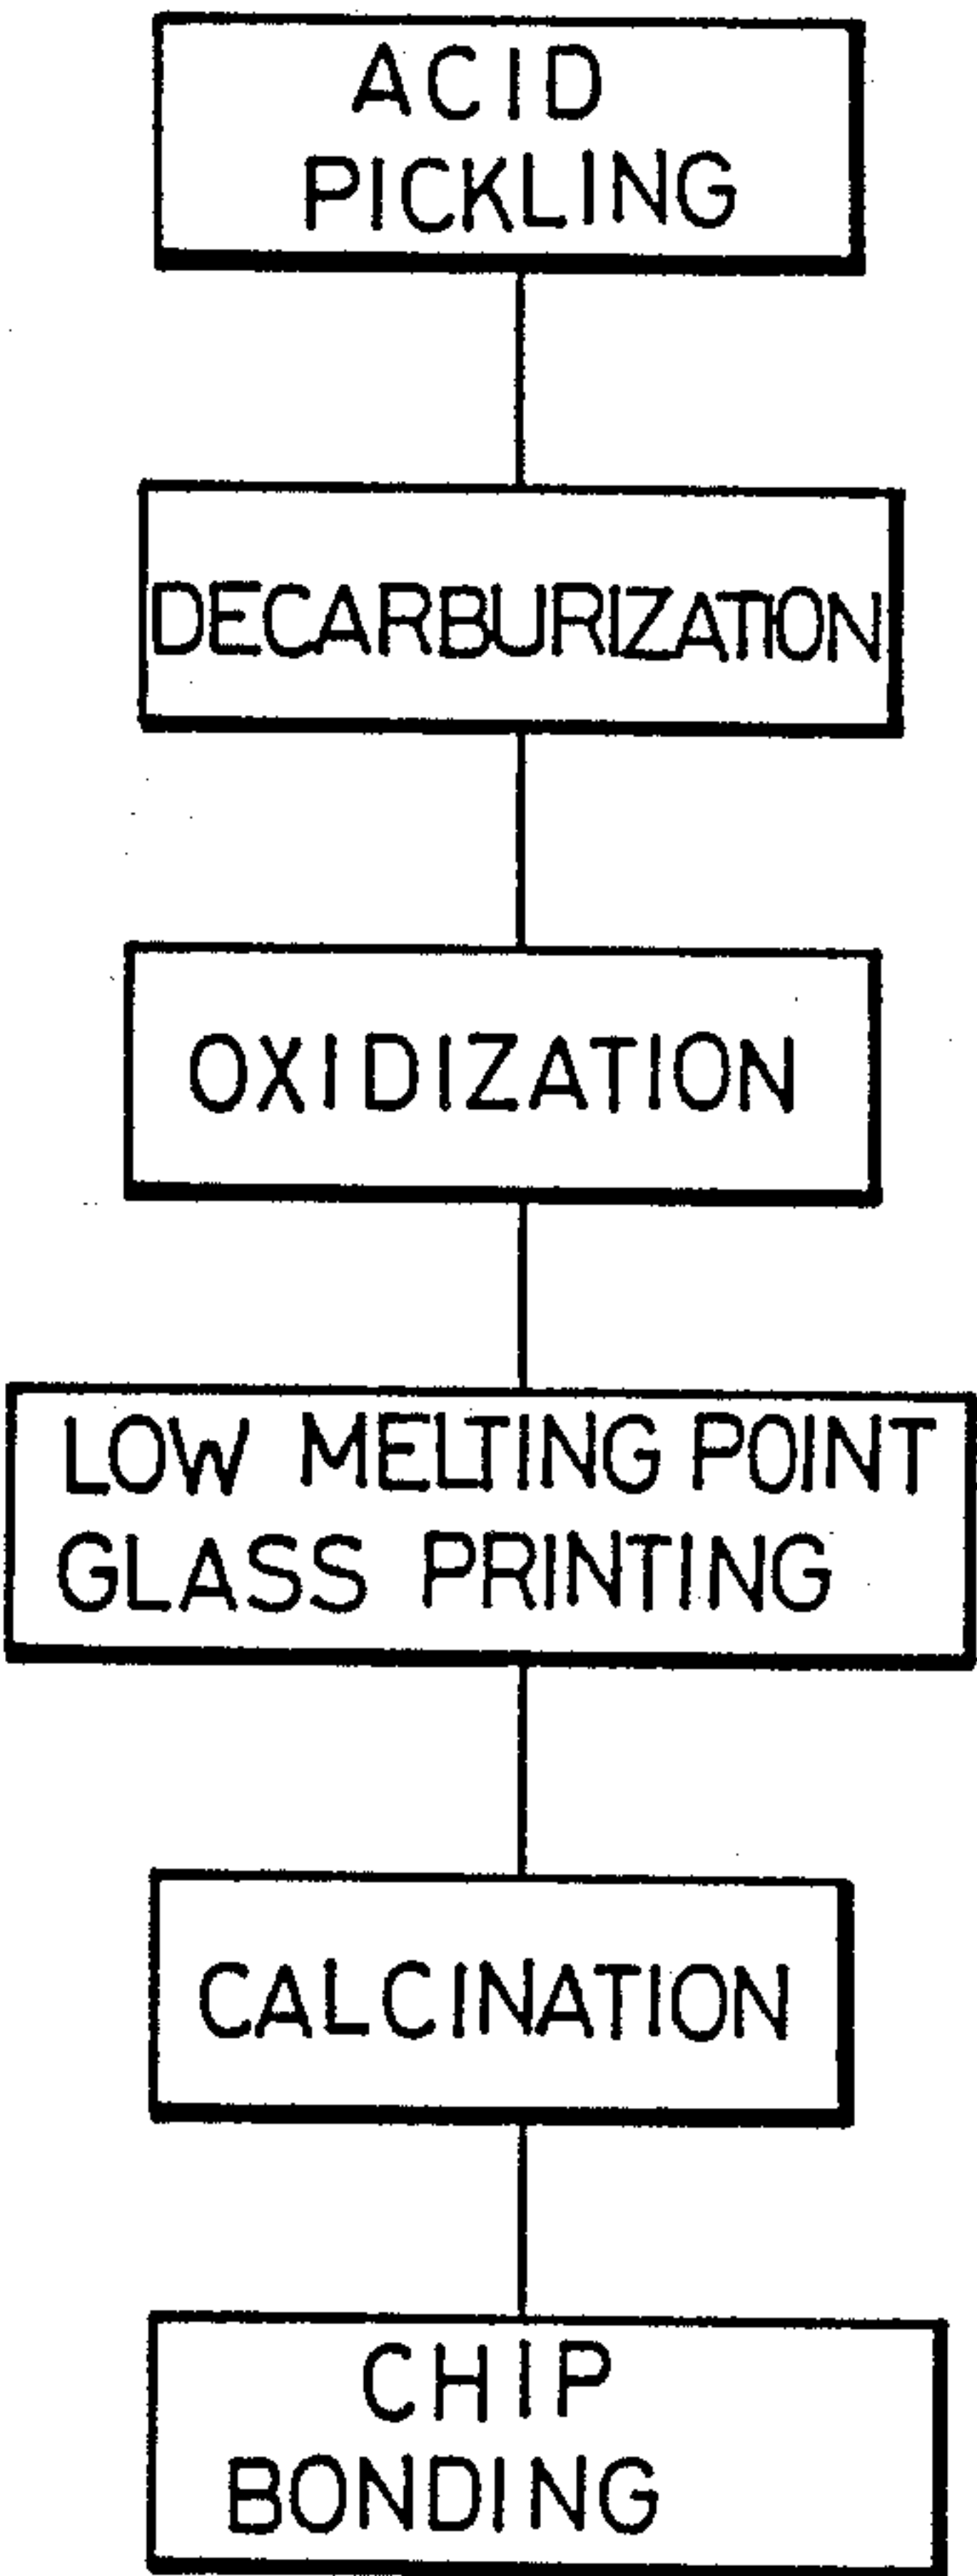 ACID
PICKLING
DECARBURIZATION
OXIDIZATION
LOW MELTING POINT
GLASS PRINTING
CALCINATION
CHIP
BONDING